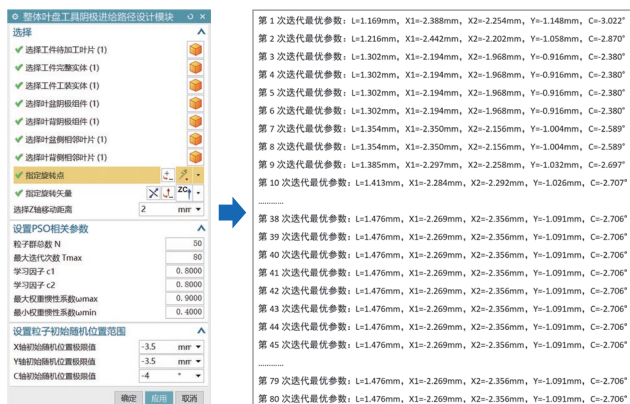 整体叶盘工具阴极进给路径设计模块
选择
选择工件待加工叶片 (1)
选择工件完整实体 (1)
选择工件工装实体 (1)
选择叶盆阴极组件 (1)
选择叶背阴极组件 (1)
选择叶盆侧相邻叶片 (1)
选择叶背侧相邻叶片 (1)
指定旋转点
指定旋转矢量 ZC
选择Z轴移动距离 2 mm
设置PSO相关参数
粒子群总数 N 50
最大迭代次数 Tmax 80
学习因子 c1 0.8000
学习因子 c2 0.8000
最大权重惯性系数ωmax 0.9000
最小权重惯性系数ωmin 0.4000
设置粒子初始随机位置范围
X轴初始随机位置极限值 -3.5 mm
Y轴初始随机位置极限值 -3.5 mm
C轴初始随机位置极限值 -4 °
确定 应用 取消
第 1 次迭代最优参数：L=1.169mm，X1=-2.388mm，X2=-2.254mm，Y=-1.148mm，C=-3.022°
第 2 次迭代最优参数：L=1.216mm，X1=-2.442mm，X2=-2.202mm，Y=-1.058mm，C=-2.870°
第 3 次迭代最优参数：L=1.302mm，X1=-2.194mm，X2=-1.968mm，Y=-0.916mm，C=-2.380°
第 4 次迭代最优参数：L=1.302mm，X1=-2.194mm，X2=-1.968mm，Y=-0.916mm，C=-2.380°
第 5 次迭代最优参数：L=1.302mm，X1=-2.194mm，X2=-1.968mm，Y=-0.916mm，C=-2.380°
第 6 次迭代最优参数：L=1.302mm，X1=-2.194mm，X2=-1.968mm，Y=-0.916mm，C=-2.380°
第 7 次迭代最优参数：L=1.354mm，X1=-2.350mm，X2=-2.156mm，Y=-1.004mm，C=-2.589°
第 8 次迭代最优参数：L=1.354mm，X1=-2.350mm，X2=-2.156mm，Y=-1.004mm，C=-2.589°
第 9 次迭代最优参数：L=1.385mm，X1=-2.297mm，X2=-2.258mm，Y=-1.032mm，C=-2.697°
第 10 次迭代最优参数：L=1.413mm，X1=-2.284mm，X2=-2.292mm，Y=-1.026mm，C=-2.707°
…………
第 38 次迭代最优参数：L=1.476mm，X1=-2.269mm，X2=-2.356mm，Y=-1.091mm，C=-2.706°
第 39 次迭代最优参数：L=1.476mm，X1=-2.269mm，X2=-2.356mm，Y=-1.091mm，C=-2.706°
第 40 次迭代最优参数：L=1.476mm，X1=-2.269mm，X2=-2.356mm，Y=-1.091mm，C=-2.706°
第 41 次迭代最优参数：L=1.476mm，X1=-2.269mm，X2=-2.356mm，Y=-1.091mm，C=-2.706°
第 42 次迭代最优参数：L=1.476mm，X1=-2.269mm，X2=-2.356mm，Y=-1.091mm，C=-2.706°
第 43 次迭代最优参数：L=1.476mm，X1=-2.269mm，X2=-2.356mm，Y=-1.091mm，C=-2.706°
第 44 次迭代最优参数：L=1.476mm，X1=-2.269mm，X2=-2.356mm，Y=-1.091mm，C=-2.706°
第 45 次迭代最优参数：L=1.476mm，X1=-2.269mm，X2=-2.356mm，Y=-1.091mm，C=-2.706°
…………
第 79 次迭代最优参数：L=1.476mm，X1=-2.269mm，X2=-2.356mm，Y=-1.091mm，C=-2.706°
第 80 次迭代最优参数：L=1.476mm，X1=-2.269mm，X2=-2.356mm，Y=-1.091mm，C=-2.706°